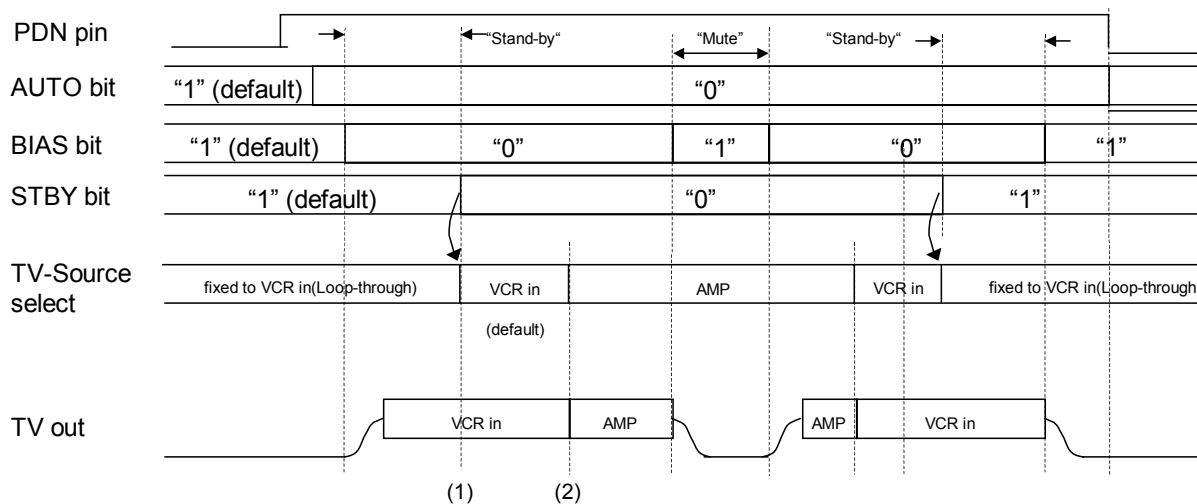 PDN pin
“Stand-by“
“Mute”
“Stand-by”
AUTO bit
“1” (default)
“0”
BIAS bit
“1” (default)
“0”
“1”
“0”
“1”
STBY bit
“1” (default)
“0”
“1”
TV-Source
select
fixed to VCR in(Loop-through)
VCR in
(default)
AMP
VCR in
fixed to VCR in(Loop-through
TV out
VCR in
AMP
AMP
VCR in
(1)
(2)